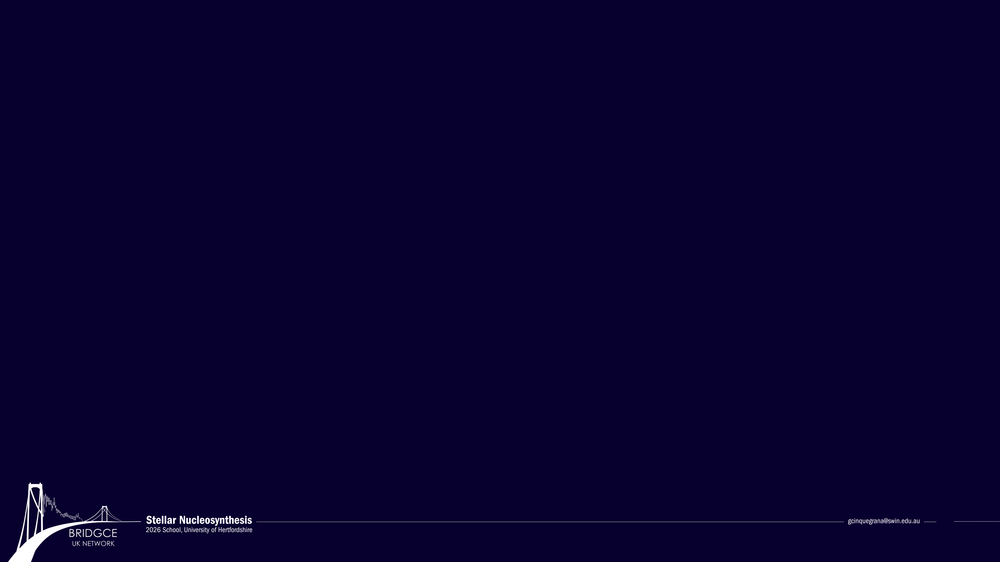 Stellar Nucleosynthesis
2026 School, University of Hertfordshire
gcinquegrana@swin.edu.au
BRIDGCE
UK NETWORK